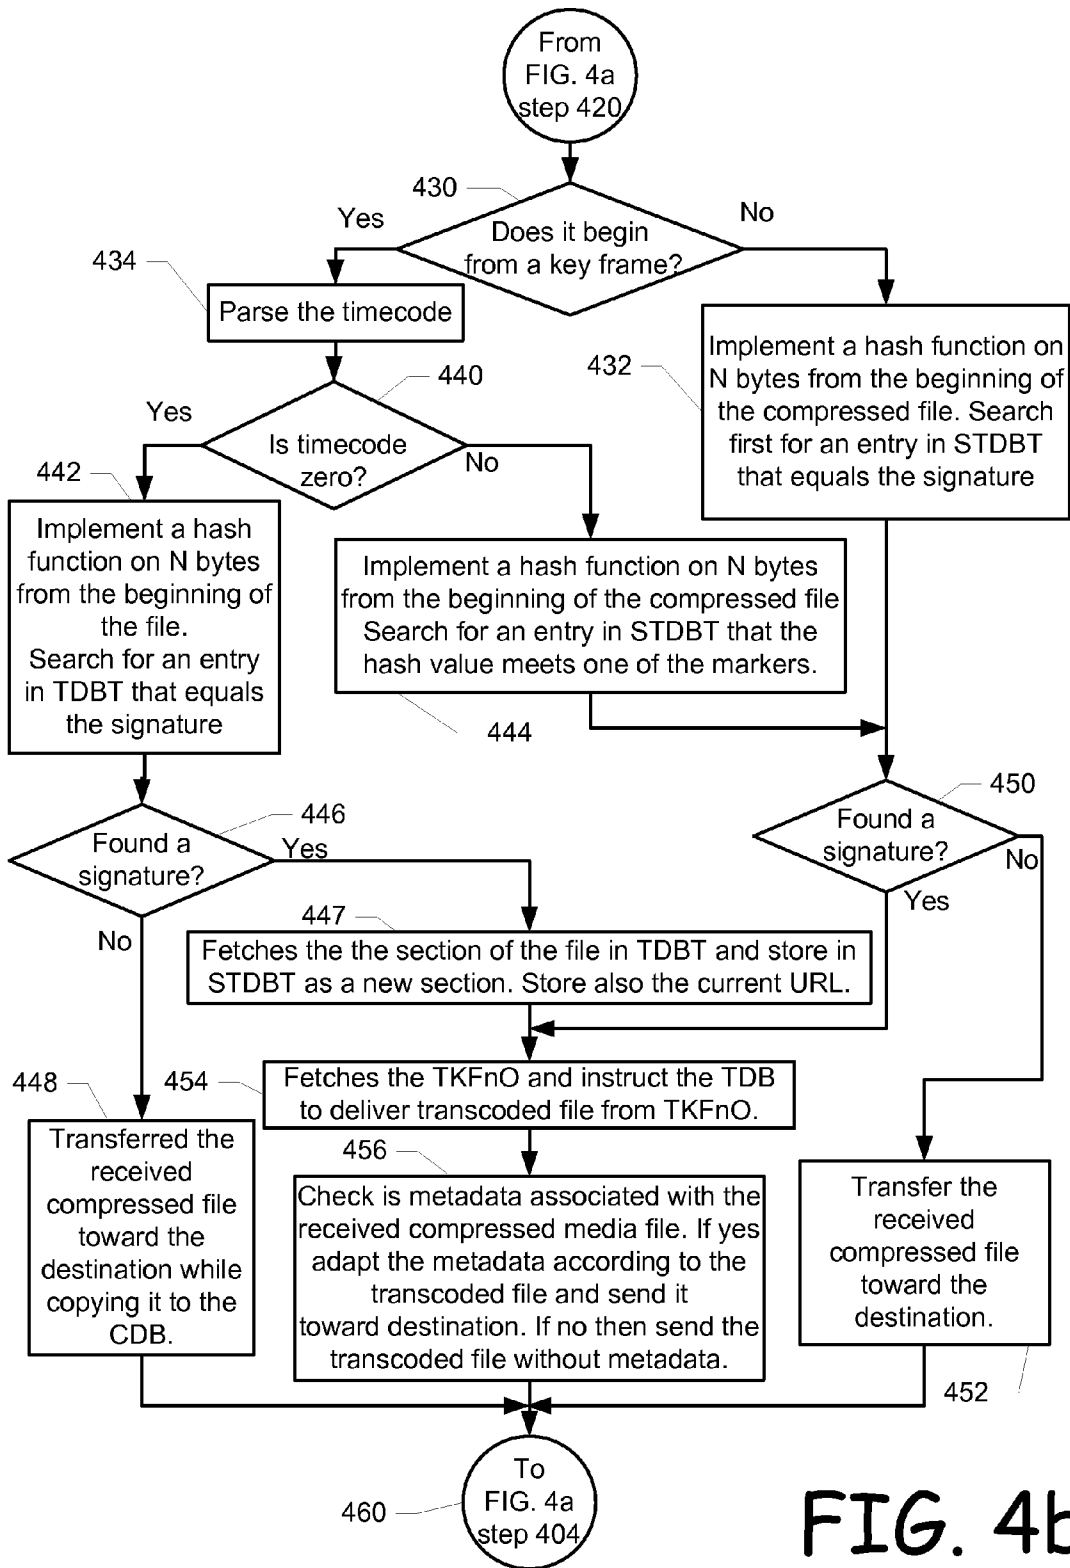 From
FIG. 4a
step 420
430
Yes
No
Does it begin
from a key frame?
434
Parse the timecode
Implement a hash function on
N bytes from the beginning of
the compressed file. Search
first for an entry in STDBT
that equals the signature
432
440
Yes
Is timecode
zero?
No
442
Implement a hash
function on N bytes
from the beginning of
the file.
Search for an entry
in TDBT that equals
the signature
Implement a hash function on N bytes
from the beginning of the compressed file
Search for an entry in STDBT that the
hash value meets one of the markers.
444
446
Found a
signature?
Yes
No
450
Found a
signature?
No
Yes
447
Fetches the the section of the file in TDBT and store in
STDBT as a new section. Store also the current URL.
448
454
Fetches the TKFnO and instruct the TDB
to deliver transcoded file from TKFnO.
Transferred the
received
compressed file
toward the
destination while
copying it to the
CDB.
456
Check is metadata associated with the
received compressed media file. If yes
adapt the metadata according to the
transcoded file and send it
toward destination. If no then send the
transcoded file without metadata.
Transfer the
received
compressed file
toward the
destination.
452
To
FIG. 4a
step 404
460
FIG. 4b